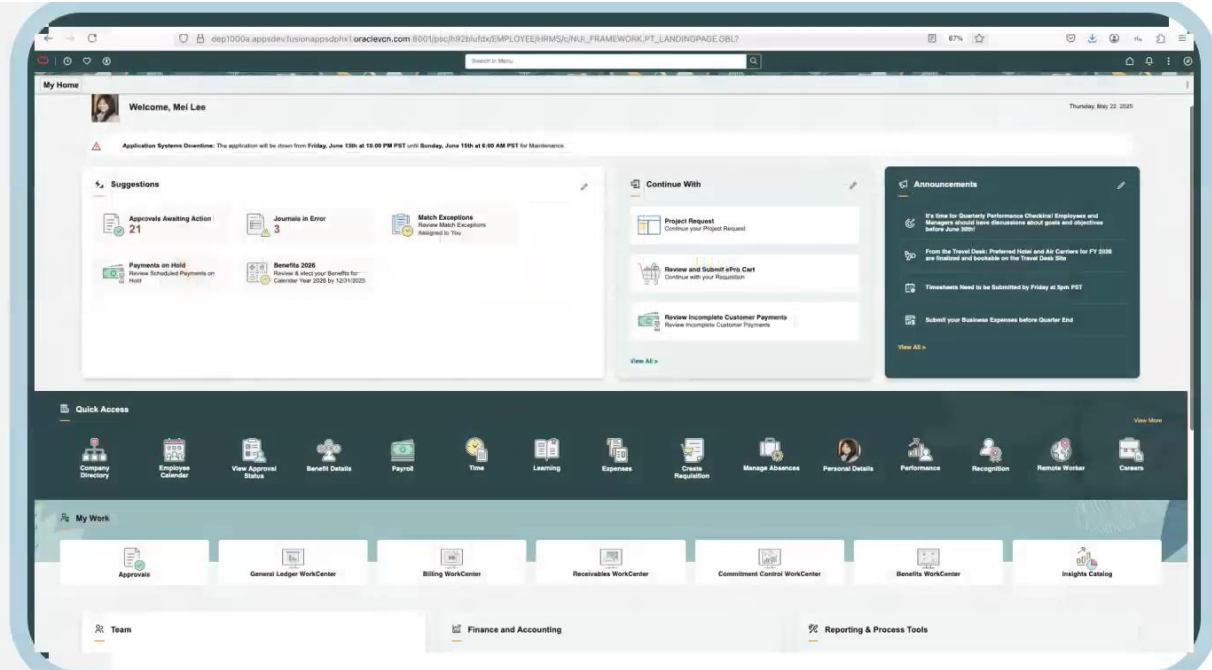 dep1000a.appsdev.fusionappsdphx1.oraclevcn.com:8001/psc/h92blufdx/EMPLOYEE/HRMS/c/NUI_FRAMEWORK.PT_LANDINGPAGE.GBL?
67%
Search in Menu
My Home
Welcome, Mei Lee
Thursday, May 22, 2025
Application Systems Downtime: The application will be down from Friday, June 13th at 10:00 PM PST until Sunday, June 15th at 6:00 AM PST for Maintenance.
Suggestions
Approvals Awaiting Action
21
Journals in Error
3
Match Exceptions
Review Match Exceptions
Assigned to You
Payments on Hold
Review Scheduled Payments on
Hold
Benefits 2026
Review & elect your Benefits for
Calendar Year 2026 by 12/31/2025
Continue With
Project Request
Continue your Project Request
Review and Submit ePro Cart
Continue with your Requisition
Review Incomplete Customer Payments
Review Incomplete Customer Payments
View All >
Announcements
It's time for Quarterly Performance Checkins! Employees and
Managers should have discussions about goals and objectives
before June 30th!
From the Travel Desk: Preferred Hotel and Air Carriers for FY 2026
are finalized and bookable on the Travel Desk Site
Timesheets Need to be Submitted by Friday at 5pm PST
Submit your Business Expenses before Quarter End
View All >
Quick Access
View More
Company
Directory
Employee
Calendar
View Approval
Status
Benefit Details
Payroll
Time
Learning
Expenses
Create
Requisition
Manage Absences
Personal Details
Performance
Recognition
Remote Worker
Careers
My Work
Approvals
General Ledger WorkCenter
Billing WorkCenter
Receivables WorkCenter
Commitment Control WorkCenter
Benefits WorkCenter
Insights Catalog
Team
Finance and Accounting
Reporting & Process Tools